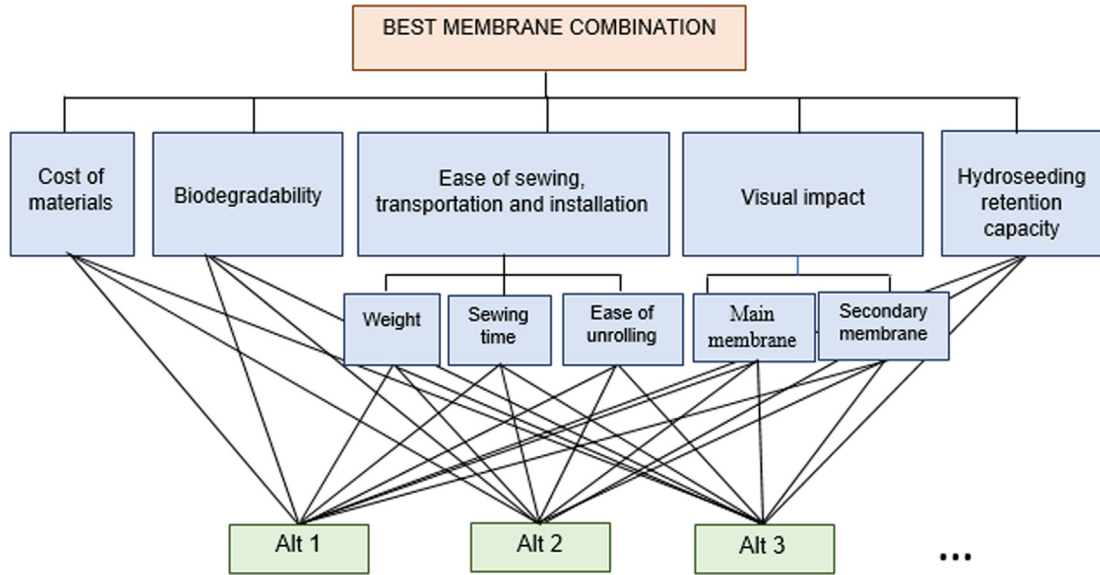 BEST MEMBRANE COMBINATION
Cost of
materials
Biodegradability
Ease of sewing,
transportation and installation
Visual impact
Hydroseeding
retention
capacity
Weight
Sewing
time
Ease of
unrolling
Main
membrane
Secondary
membrane
Alt 1
Alt 2
Alt 3
...